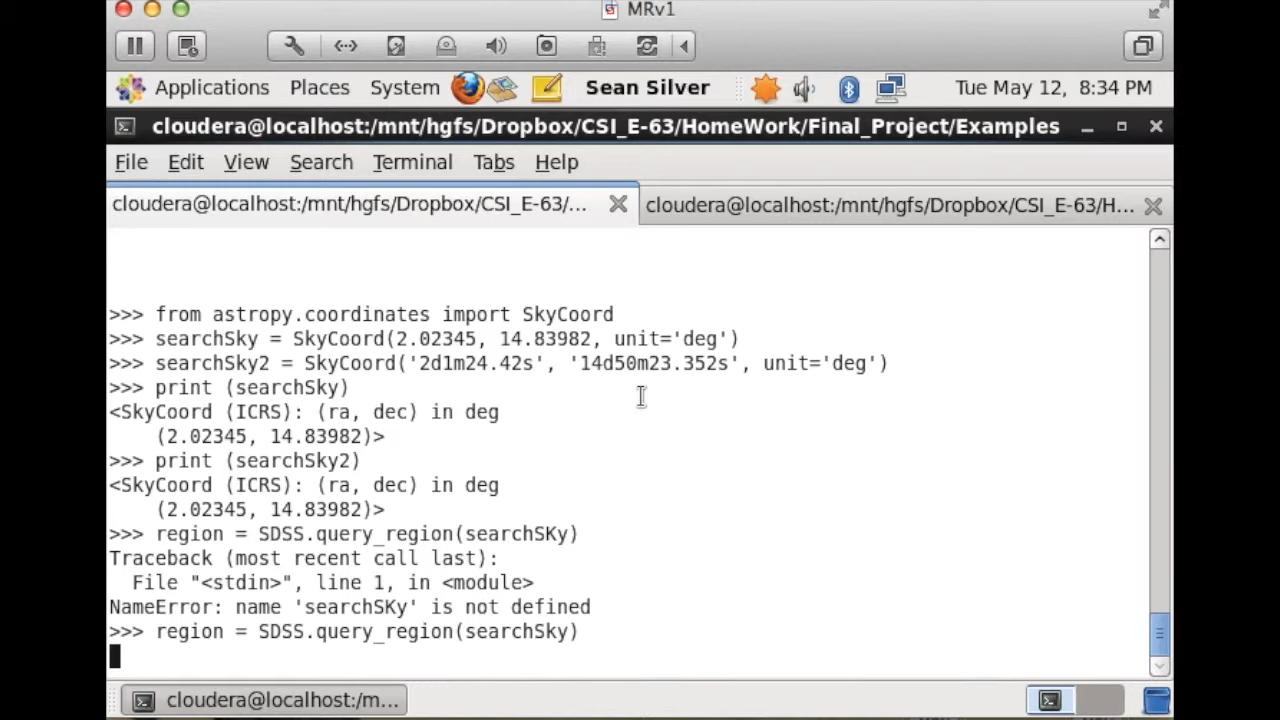 MRv1
Applications Places System Sean Silver Tue May 12, 8:34 PM
cloudera@localhost:/mnt/hgfs/Dropbox/CSI_E-63/HomeWork/Final_Project/Examples
File Edit View Search Terminal Tabs Help
cloudera@localhost:/mnt/hgfs/Dropbox/CSI_E-63/... cloudera@localhost:/mnt/hgfs/Dropbox/CSI_E-63/H...
>>> from astropy.coordinates import SkyCoord
>>> searchSky = SkyCoord(2.02345, 14.83982, unit='deg')
>>> searchSky2 = SkyCoord('2d1m24.42s', '14d50m23.352s', unit='deg')
>>> print (searchSky)
<SkyCoord (ICRS): (ra, dec) in deg
    (2.02345, 14.83982)>
>>> print (searchSky2)
<SkyCoord (ICRS): (ra, dec) in deg
    (2.02345, 14.83982)>
>>> region = SDSS.query_region(searchSKy)
Traceback (most recent call last):
  File "<stdin>", line 1, in <module>
NameError: name 'searchSKy' is not defined
>>> region = SDSS.query_region(searchSky)
cloudera@localhost:/m...